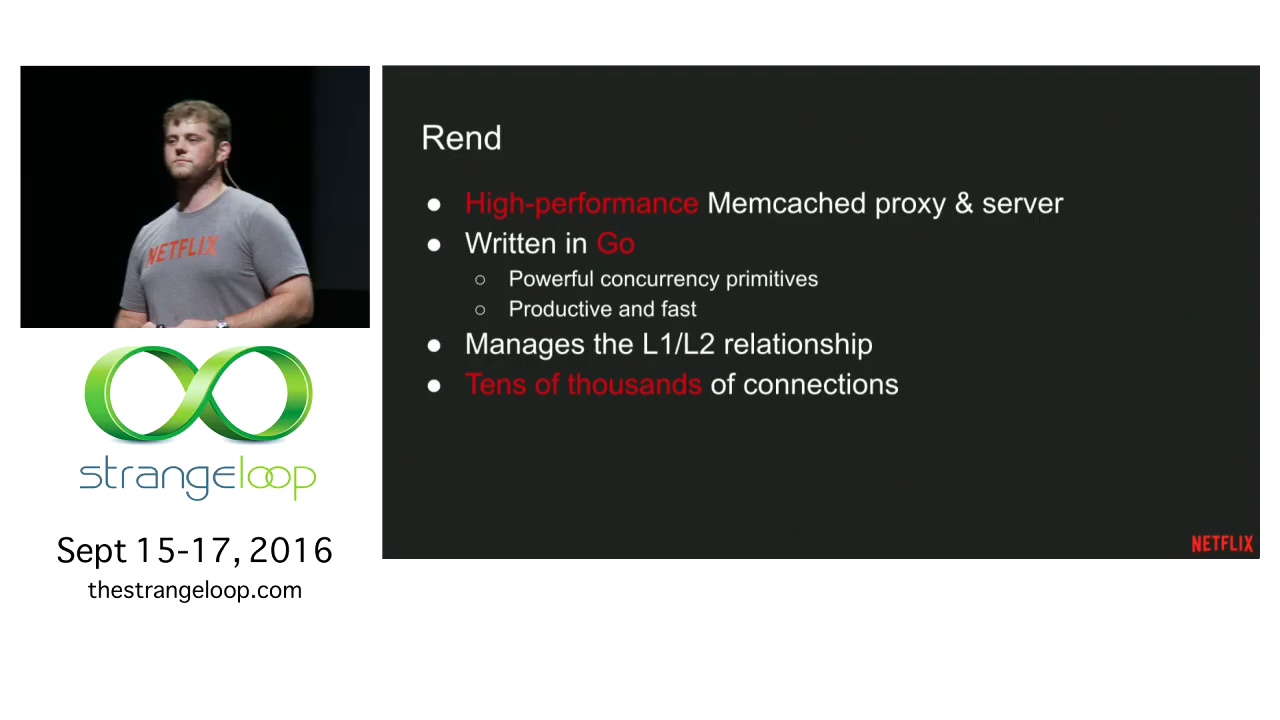 NETFLIX
strangeloop
Sept 15-17, 2016
thestrangeloop.com
Rend
● High-performance Memcached proxy & server
● Written in Go
○ Powerful concurrency primitives
○ Productive and fast
● Manages the L1/L2 relationship
● Tens of thousands of connections
NETFLIX